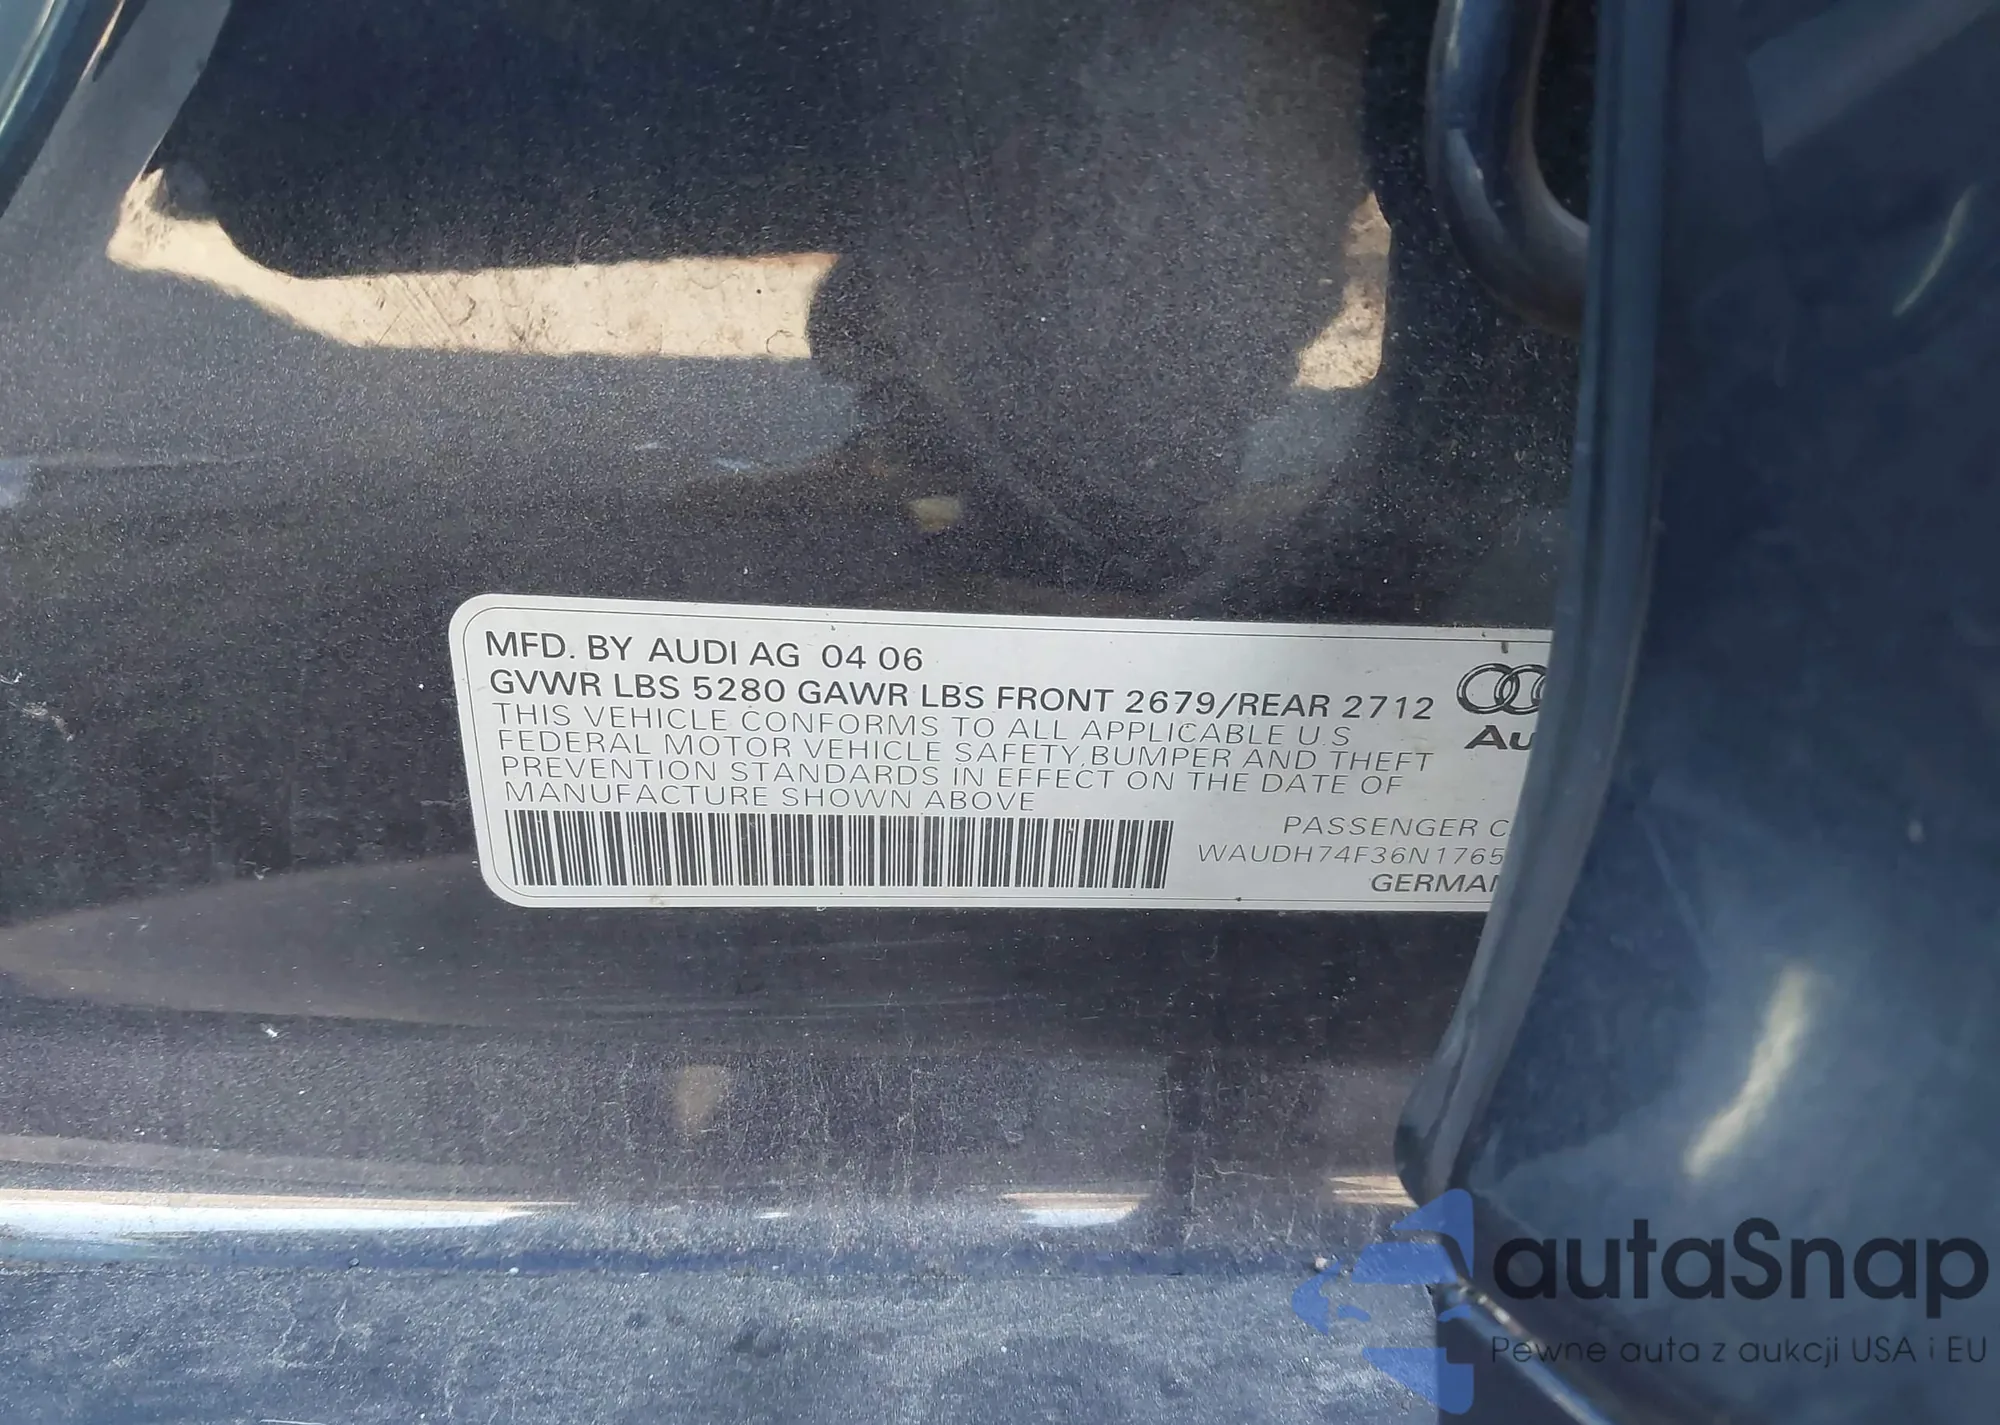 MFD. BY AUDI AG 04 06
GVWR LBS 5280 GAWR LBS FRONT 2679/REAR 2712
THIS VEHICLE CONFORMS TO ALL APPLICABLE U.S
FEDERAL MOTOR VEHICLE SAFETY, BUMPER AND THEFT
PREVENTION STANDARDS IN EFFECT ON THE DATE OF
MANUFACTURE SHOWN ABOVE
Au
PASSENGER C
WAUDH74F36N1765
GERMAN
autaSnap
Pewne auta z aukcji USA i EU